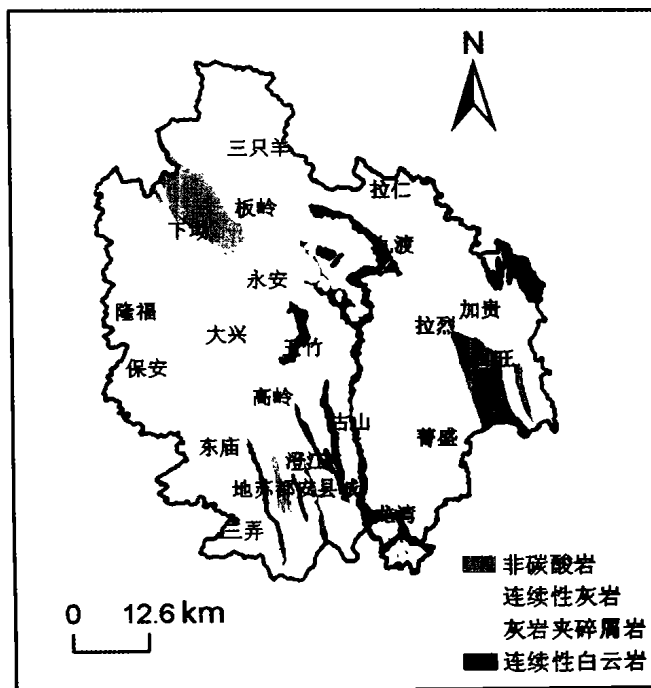 N
三只羊
拉仁
板岭
下坳
九渡
永安
隆福
加贵
大兴
拉烈
保安
高岭
古山
菁盛
东庙
澄江
地苏 都安县城
龙湾
三弄
非碳酸岩
连续性灰岩
灰岩夹碎屑岩
连续性白云岩
0 12.6 km